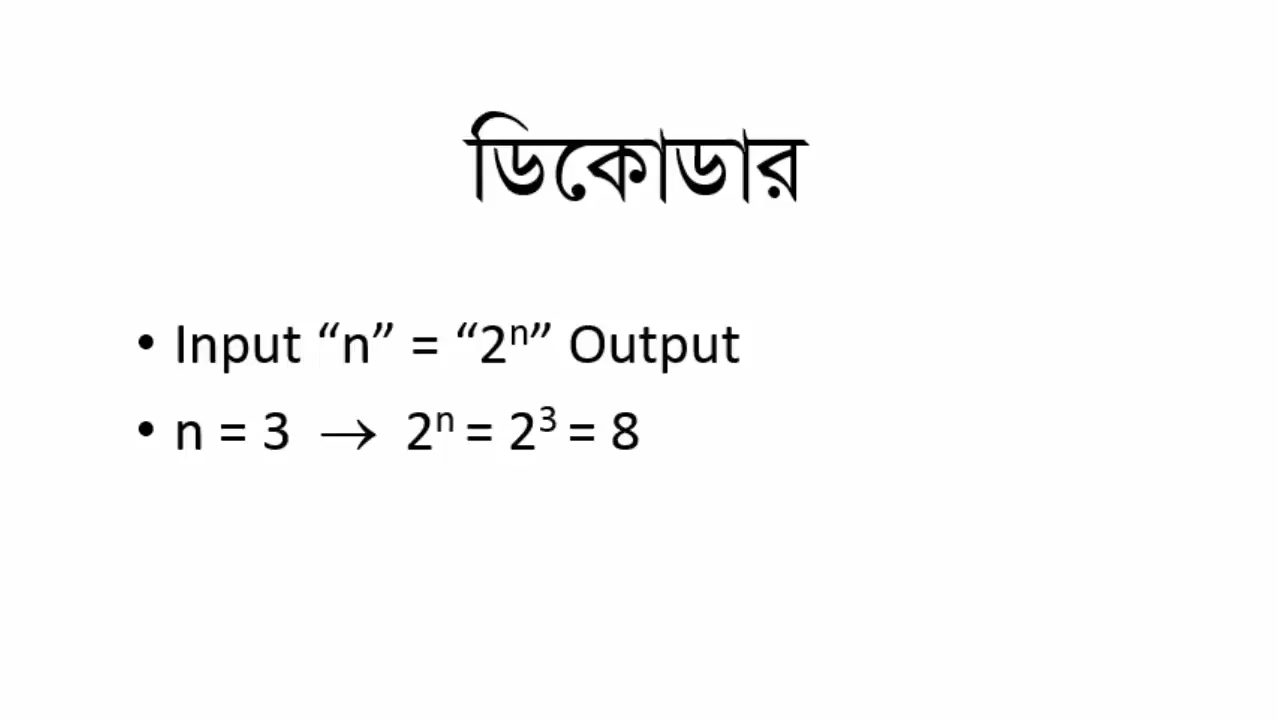 ডিকোডার
• Input “n” = “2ⁿ” Output
• n = 3 → 2ⁿ = 2³ = 8